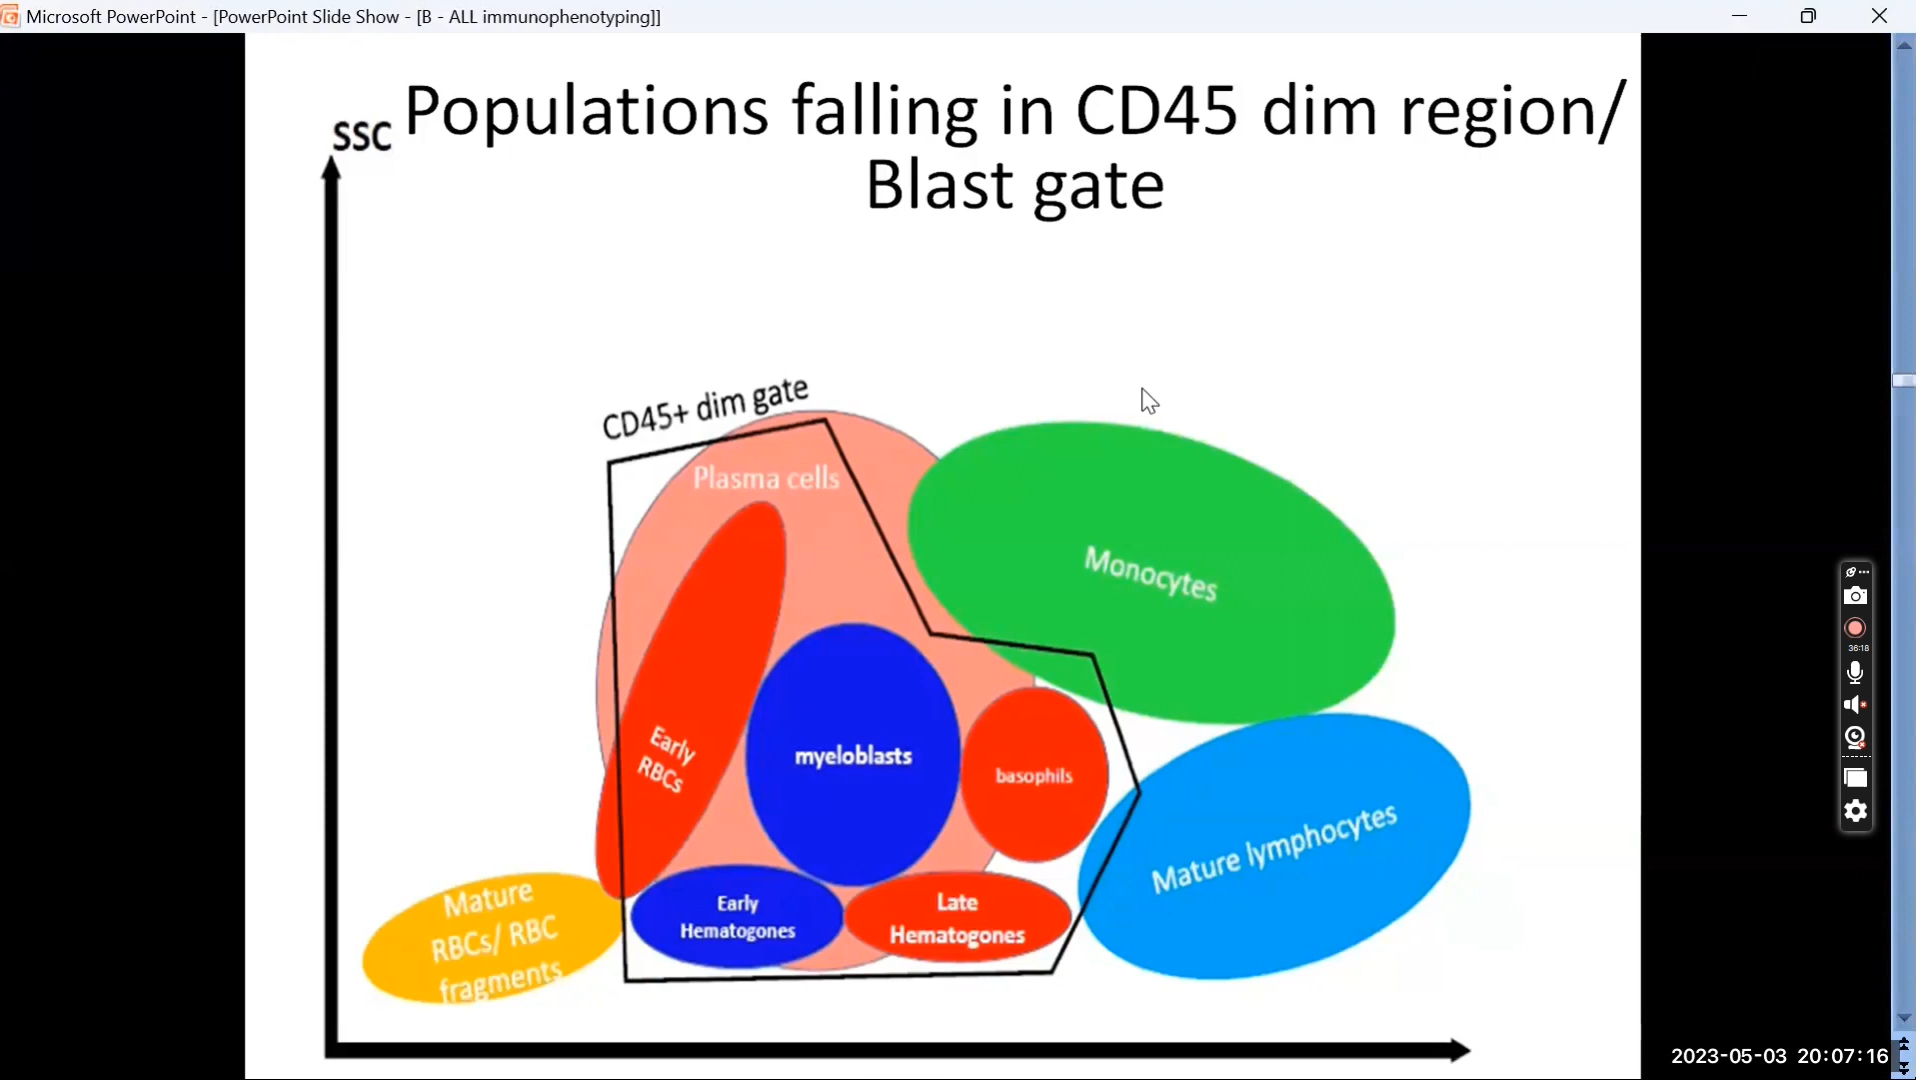 Microsoft PowerPoint - [PowerPoint Slide Show - [B - ALL immunophenotyping]]
Populations falling in CD45 dim region/
Blast gate
SSC
CD45+ dim gate
Plasma cells
Monocytes
Early
RBCs
myeloblasts
basophils
Mature lymphocytes
Mature
RBCs/ RBC
fragments
Early
Hematogones
Late
Hematogones
36:18
2023-05-03 20:07:16